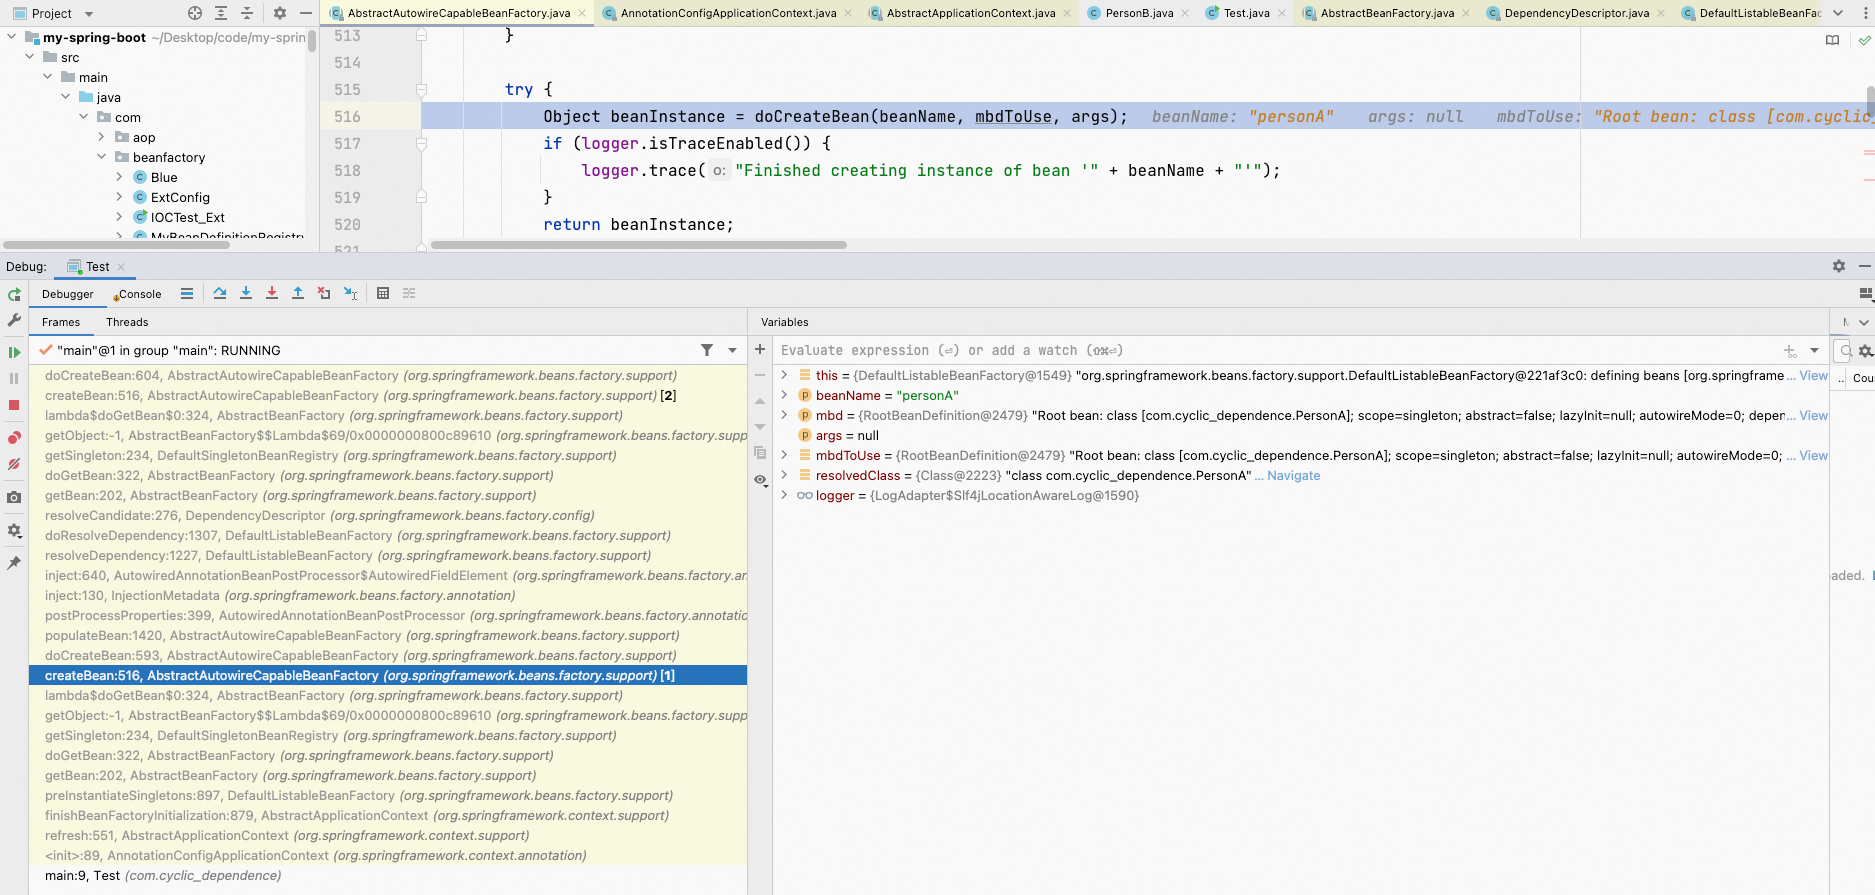 Project
AbstractAutowireCapableBeanFactory.java
AnnotationConfigApplicationContext.java
AbstractApplicationContext.java
PersonB.java
Test.java
AbstractBeanFactory.java
DependencyDescriptor.java
DefaultListableBeanFac
my-spring-boot ~/Desktop/code/my-sprin
src
main
java
com
aop
beanfactory
Blue
ExtConfig
IOCTest_Ext
MyBeanDefinitionRegistry
513 }
514
515 try {
516 Object beanInstance = doCreateBean(beanName, mbdToUse, args); beanName: "personA" args: null mbdToUse: "Root bean: class [com.cyclic_
517 if (logger.isTraceEnabled()) {
518 logger.trace( o: "Finished creating instance of bean '" + beanName + "'");
519 }
520 return beanInstance;
521
Debug: Test
Debugger Console
Frames Threads
"main"@1 in group "main": RUNNING
doCreateBean:604, AbstractAutowireCapableBeanFactory (org.springframework.beans.factory.support)
createBean:516, AbstractAutowireCapableBeanFactory (org.springframework.beans.factory.support) [2]
lambda$doGetBean$0:324, AbstractBeanFactory (org.springframework.beans.factory.support)
getObject:-1, AbstractBeanFactory$$Lambda$69/0x0000000800c89610 (org.springframework.beans.factory.supp
getSingleton:234, DefaultSingletonBeanRegistry (org.springframework.beans.factory.support)
doGetBean:322, AbstractBeanFactory (org.springframework.beans.factory.support)
getBean:202, AbstractBeanFactory (org.springframework.beans.factory.support)
resolveCandidate:276, DependencyDescriptor (org.springframework.beans.factory.config)
doResolveDependency:1307, DefaultListableBeanFactory (org.springframework.beans.factory.support)
resolveDependency:1227, DefaultListableBeanFactory (org.springframework.beans.factory.support)
inject:640, AutowiredAnnotationBeanPostProcessor$AutowiredFieldElement (org.springframework.beans.factory.an
inject:130, InjectionMetadata (org.springframework.beans.factory.annotation)
postProcessProperties:399, AutowiredAnnotationBeanPostProcessor (org.springframework.beans.factory.annotatio
populateBean:1420, AbstractAutowireCapableBeanFactory (org.springframework.beans.factory.support)
doCreateBean:593, AbstractAutowireCapableBeanFactory (org.springframework.beans.factory.support)
createBean:516, AbstractAutowireCapableBeanFactory (org.springframework.beans.factory.support) [1]
lambda$doGetBean$0:324, AbstractBeanFactory (org.springframework.beans.factory.support)
getObject:-1, AbstractBeanFactory$$Lambda$69/0x0000000800c89610 (org.springframework.beans.factory.supp
getSingleton:234, DefaultSingletonBeanRegistry (org.springframework.beans.factory.support)
doGetBean:322, AbstractBeanFactory (org.springframework.beans.factory.support)
getBean:202, AbstractBeanFactory (org.springframework.beans.factory.support)
preInstantiateSingletons:897, DefaultListableBeanFactory (org.springframework.beans.factory.support)
finishBeanFactoryInitialization:879, AbstractApplicationContext (org.springframework.context.support)
refresh:551, AbstractApplicationContext (org.springframework.context.support)
<init>:89, AnnotationConfigApplicationContext (org.springframework.context.annotation)
main:9, Test (com.cyclic_dependence)
Variables
Evaluate expression (⏎) or add a watch (⇧⌘⏎)
this = {DefaultListableBeanFactory@1549} "org.springframework.beans.factory.support.DefaultListableBeanFactory@221af3c0: defining beans [org.springframe... View
beanName = "personA"
mbd = {RootBeanDefinition@2479} "Root bean: class [com.cyclic_dependence.PersonA]; scope=singleton; abstract=false; lazyInit=null; autowireMode=0; depen... View
args = null
mbdToUse = {RootBeanDefinition@2479} "Root bean: class [com.cyclic_dependence.PersonA]; scope=singleton; abstract=false; lazyInit=null; autowireMode=0; ... View
resolvedClass = {Class@2223} "class com.cyclic_dependence.PersonA" ... Navigate
logger = {LogAdapter$Slf4jLocationAwareLog@1590}
Cou
aded.